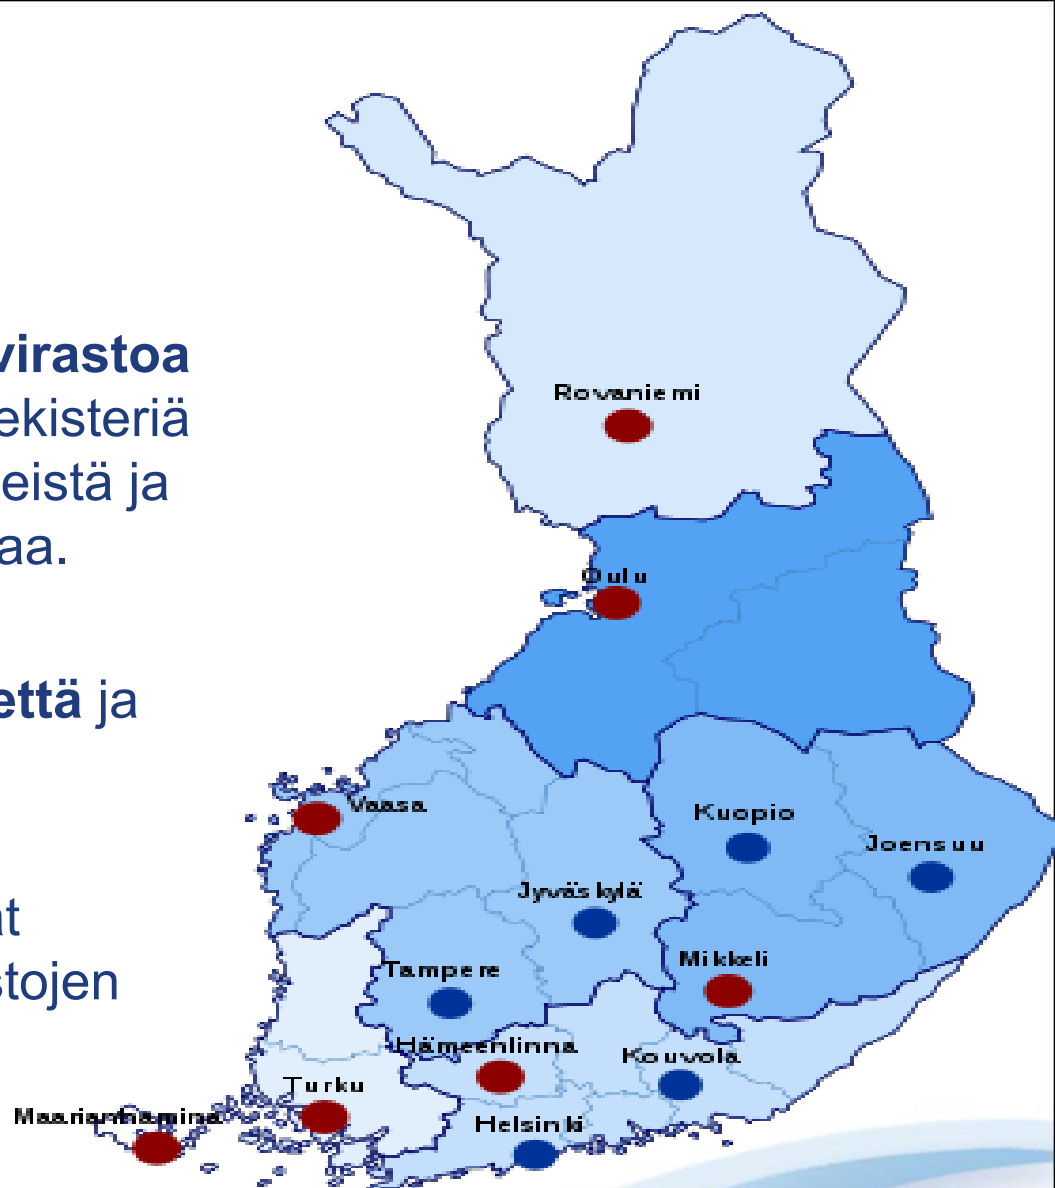 virastoa
ekisteriä
eistä ja
aa.
että ja
at
stojen
Rovaniemi
Oulu
Vaasa
Kuopio
Joensuu
Jyväskylä
Mikkeli
Tampere
Hämeenlinna
Kouvola
Turku
Maarianhamina
Helsinki